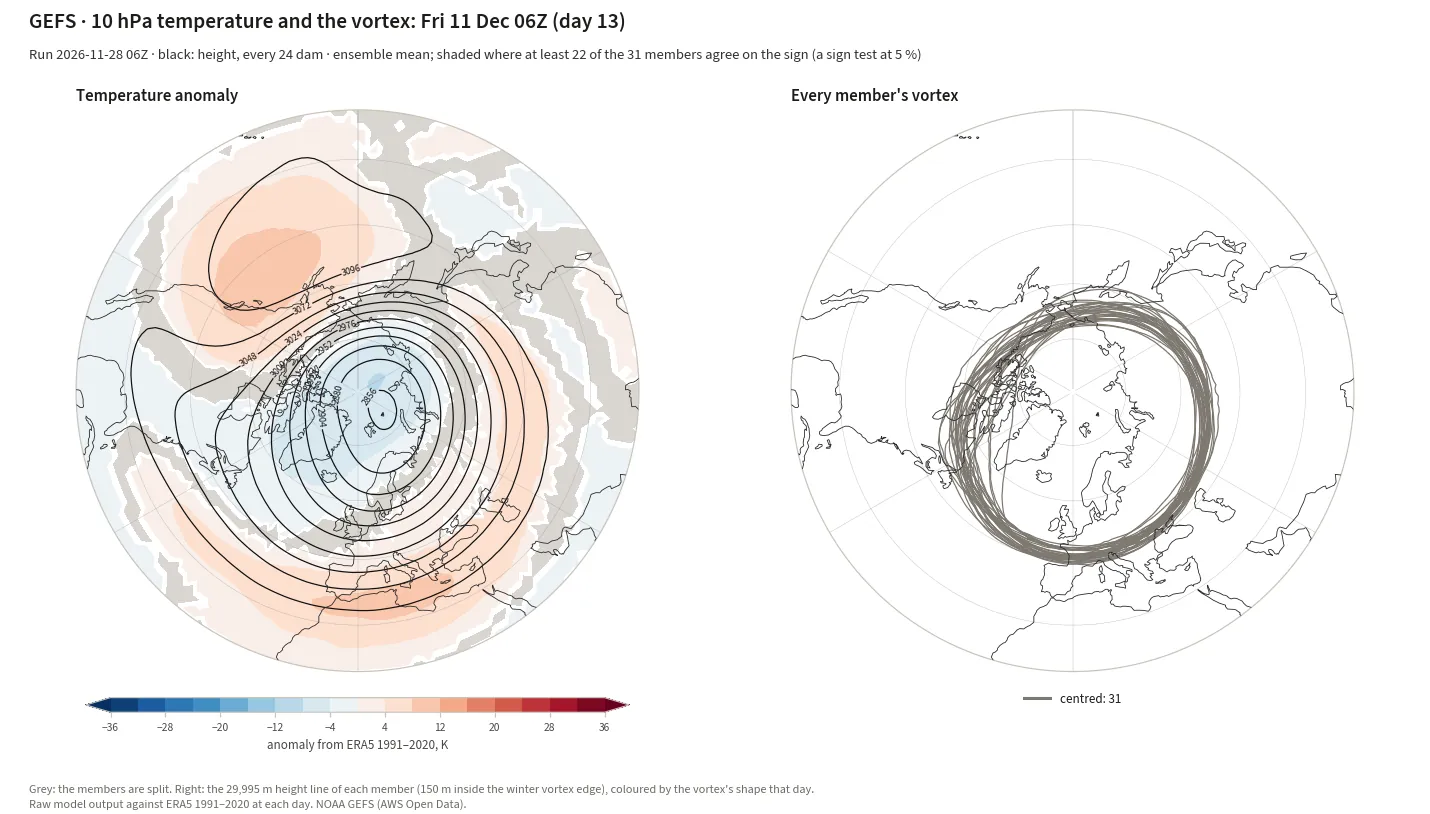 GEFS · 10 hPa temperature and the vortex: Fri 11 Dec 06Z (day 13)
Run 2026-11-28 06Z · black: height, every 24 dam · ensemble mean; shaded where at least 22 of the 31 members agree on the sign (a sign test at 5 %)
Temperature anomaly
Every member's vortex
3096
3072
2976
3024
2952
3048
2856
centred: 31
−36 −28 −20 −12 −4 4 12 20 28 36
anomaly from ERA5 1991–2020, K
Grey: the members are split. Right: the 29,995 m height line of each member (150 m inside the winter vortex edge), coloured by the vortex's shape that day.
Raw model output against ERA5 1991–2020 at each day. NOAA GEFS (AWS Open Data).